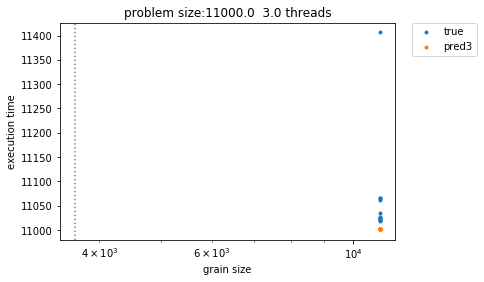 problem size:11000.0 3.0 threads
true
pred3
execution time
11400
11350
11300
11250
11200
11150
11100
11050
11000
4 × 10³
6 × 10³
10⁴
grain size